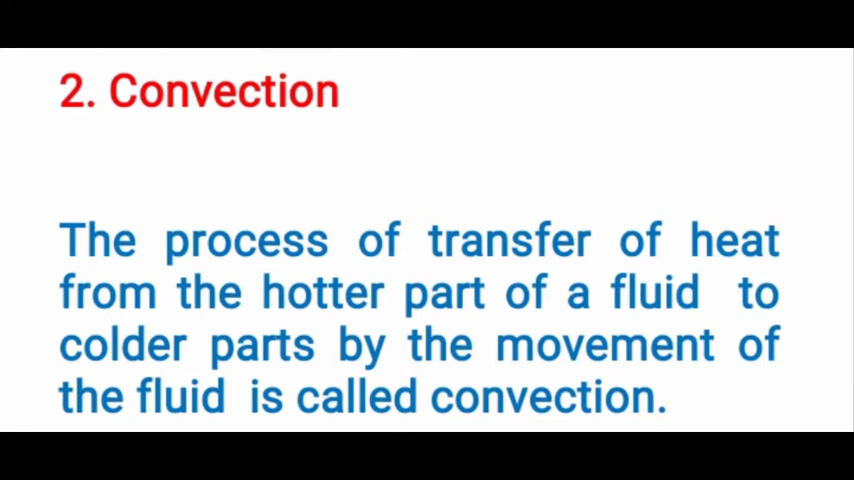 2. Convection
The process of transfer of heat
from the hotter part of a fluid to
colder parts by the movement of
the fluid is called convection.